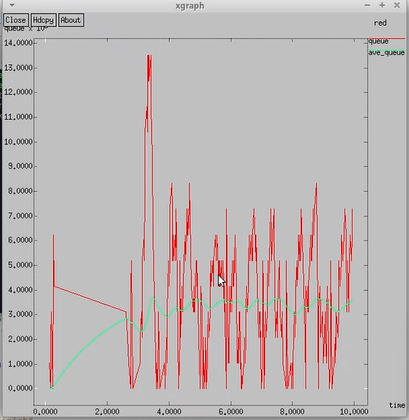 xgraph
Close Hdcpy About
red
queue
queue
ave_queue
14,0000
13,0000
12,0000
11,0000
10,0000
9,0000
8,0000
7,0000
6,0000
5,0000
4,0000
3,0000
2,0000
1,0000
0,0000
time
0,0000 2,0000 4,0000 6,0000 8,0000 10,0000